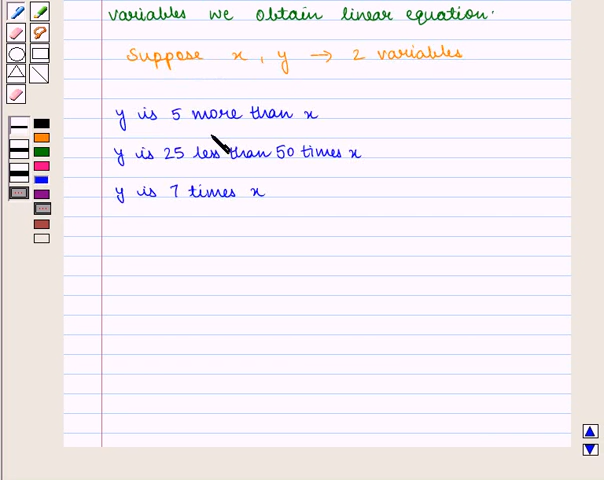 variables we obtain linear equation.
Suppose x, y → 2 variables
y is 5 more than x
y is 25 less than 50 times x
y is 7 times x